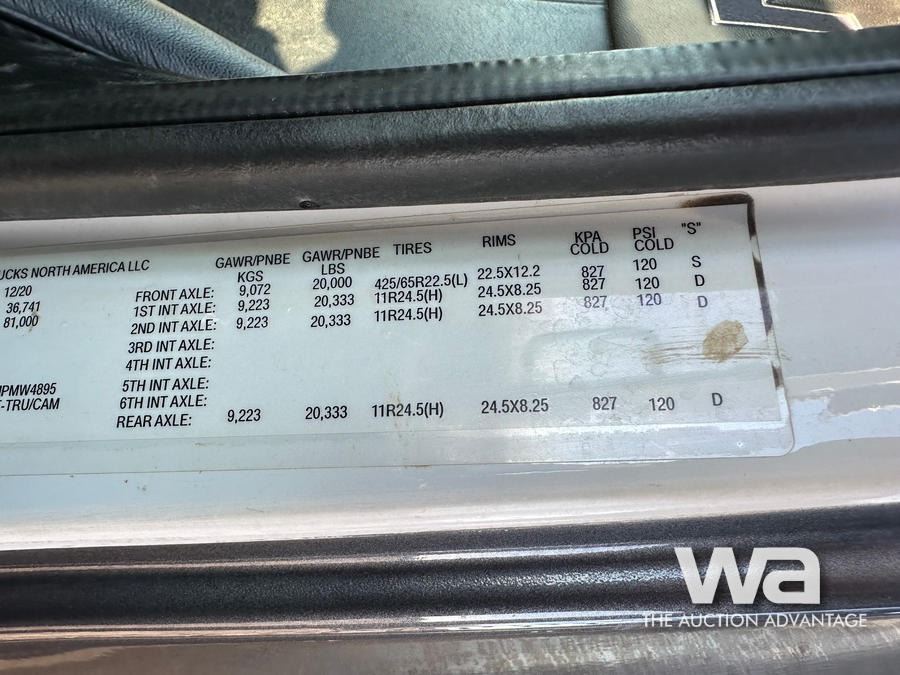 UCKS NORTH AMERICA LLC
12/20
36,741
81,000
PMW4895
-TRU/CAM
GAWR/PNBE GAWR/PNBE TIRES RIMS KPA PSI "S"
KGS LBS COLD COLD
FRONT AXLE: 9,072 20,000 425/65R22.5(L) 22.5X12.2 827 120 S
1ST INT AXLE: 9,223 20,333 11R24.5(H) 24.5X8.25 827 120 D
2ND INT AXLE: 9,223 20,333 11R24.5(H) 24.5X8.25 827 120 D
3RD INT AXLE:
4TH INT AXLE:
5TH INT AXLE:
6TH INT AXLE:
REAR AXLE: 9,223 20,333 11R24.5(H) 24.5X8.25 827 120 D
wa
THE AUCTION ADVANTAGE